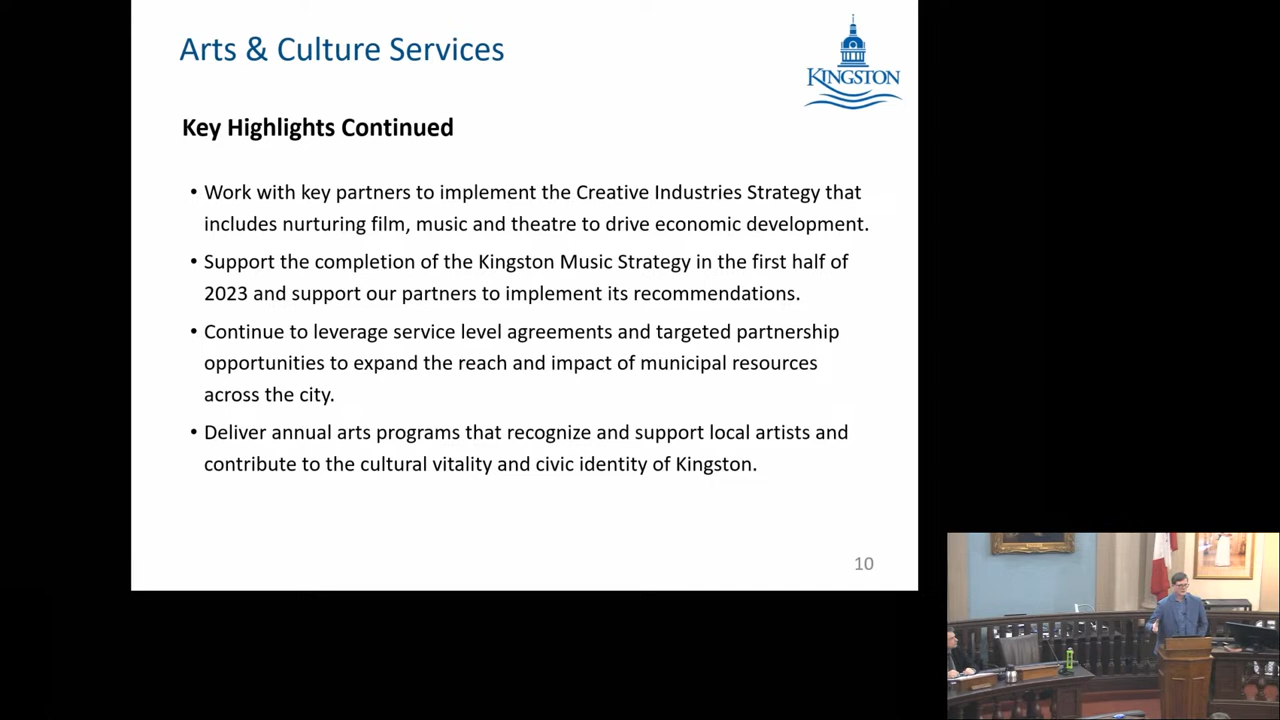 Arts & Culture Services
KINGSTON
Key Highlights Continued
• Work with key partners to implement the Creative Industries Strategy that
includes nurturing film, music and theatre to drive economic development.
• Support the completion of the Kingston Music Strategy in the first half of
2023 and support our partners to implement its recommendations.
• Continue to leverage service level agreements and targeted partnership
opportunities to expand the reach and impact of municipal resources
across the city.
• Deliver annual arts programs that recognize and support local artists and
contribute to the cultural vitality and civic identity of Kingston.
10